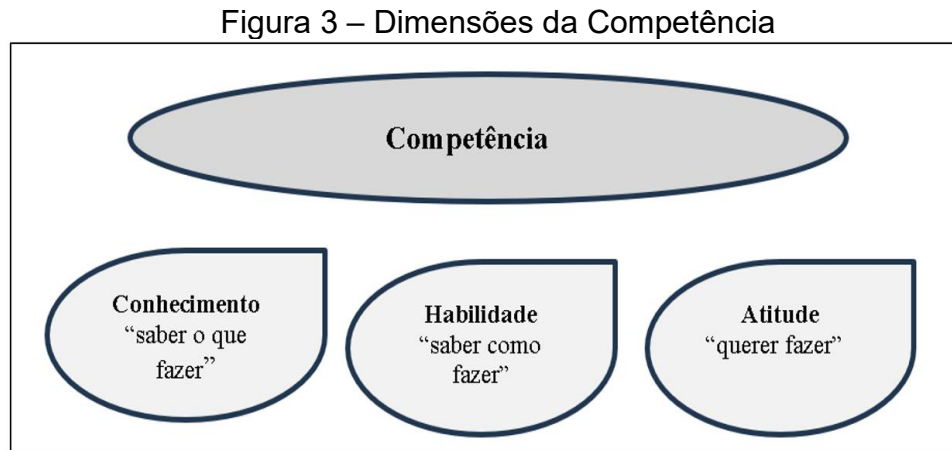 Figura 3 – Dimensões da Competência
Competência
Conhecimento
“saber o que
fazer”
Habilidade
“saber como
fazer”
Atitude
“querer fazer”